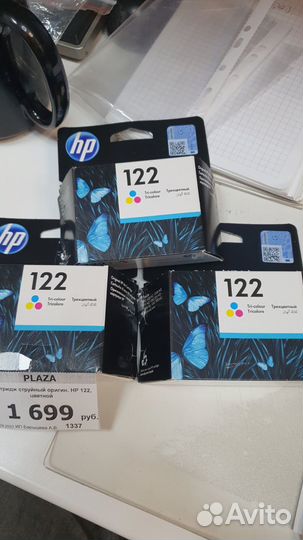 hp
122
Tri-colour Трехцветный
Tricolore
hp
122
Tri-colour Трехцветный
Tricolore
122
Tri-colour Трехцветный
Tricolore
PLAZA
струйный оригин. HP 122,
цветной
1 699 руб.
1337
Avito